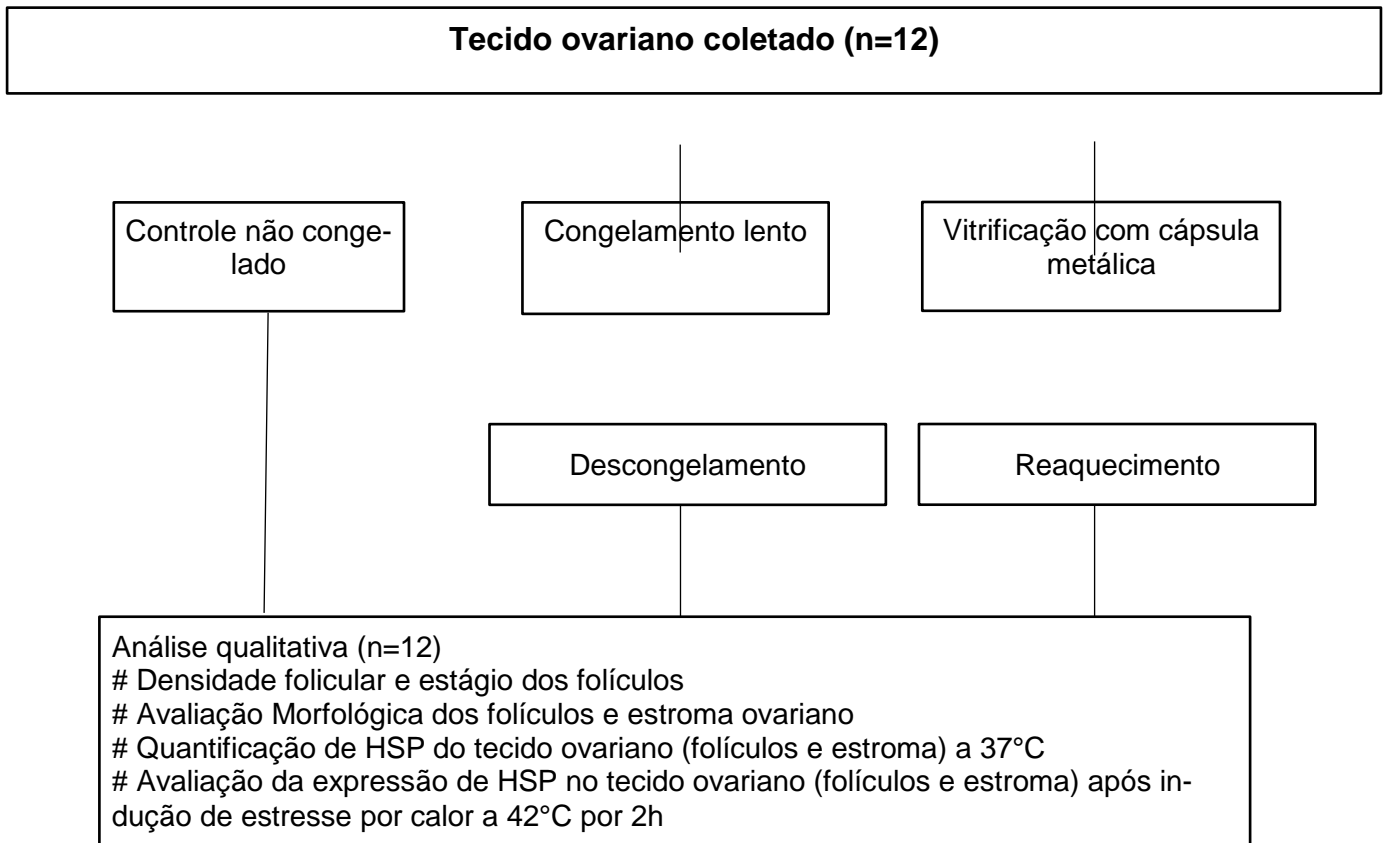 Tecido ovariano coletado (n=12)
Controle não conge-
lado
Congelamento lento
Vitrificação com cápsula
metálica
Descongelamento
Reaquecimento
Análise qualitativa (n=12)
# Densidade folicular e estágio dos folículos
# Avaliação Morfológica dos folículos e estroma ovariano
# Quantificação de HSP do tecido ovariano (folículos e estroma) a 37°C
# Avaliação da expressão de HSP no tecido ovariano (folículos e estroma) após in-
dução de estresse por calor a 42°C por 2h